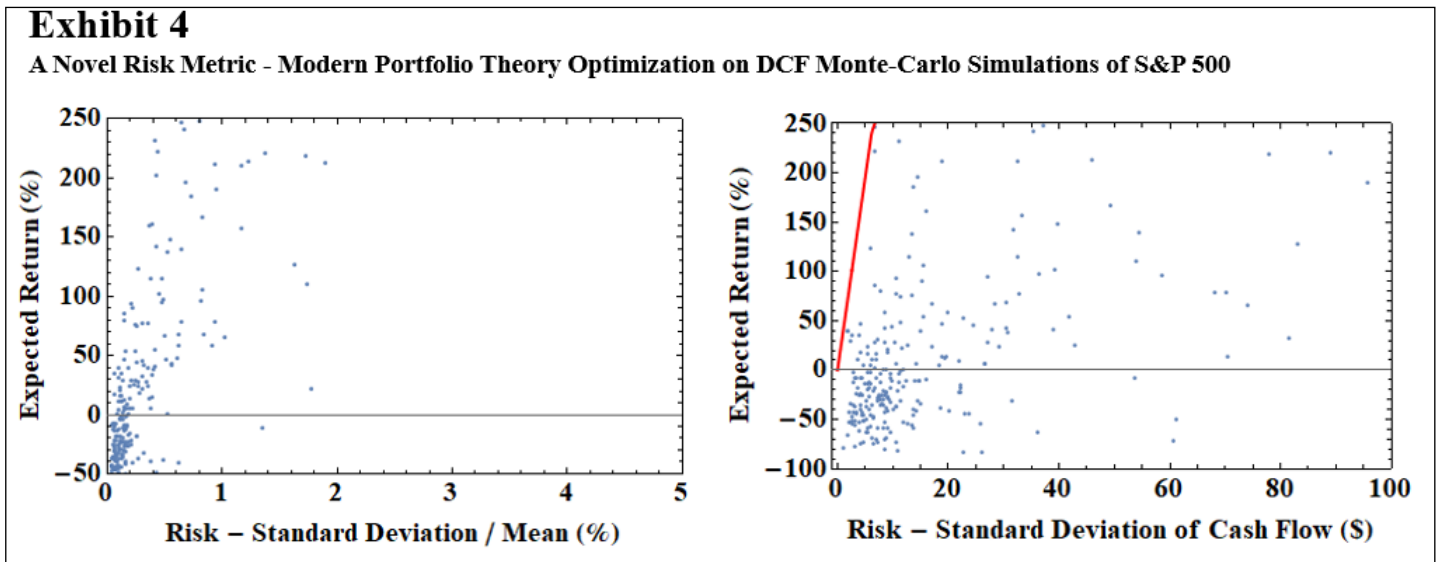 Exhibit 4
A Novel Risk Metric - Modern Portfolio Theory Optimization on DCF Monte-Carlo Simulations of S&P 500
Expected Return (%)
250
200
150
100
50
0
−50
0 1 2 3 4 5
Risk − Standard Deviation / Mean (%)
Expected Return (%)
250
200
150
100
50
0
−50
−100
0 20 40 60 80 100
Risk − Standard Deviation of Cash Flow ($)